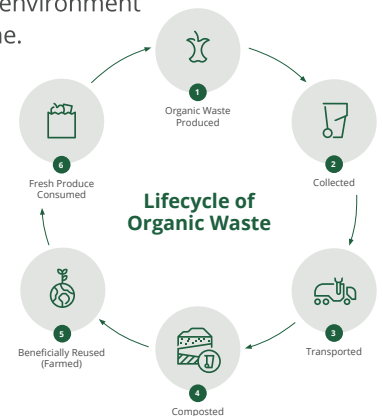 environment
ne.
1
Organic Waste
Produced
2
Collected
3
Transported
4
Composted
5
Beneficially Reused
(Farmed)
6
Fresh Produce
Consumed
Lifecycle of
Organic Waste